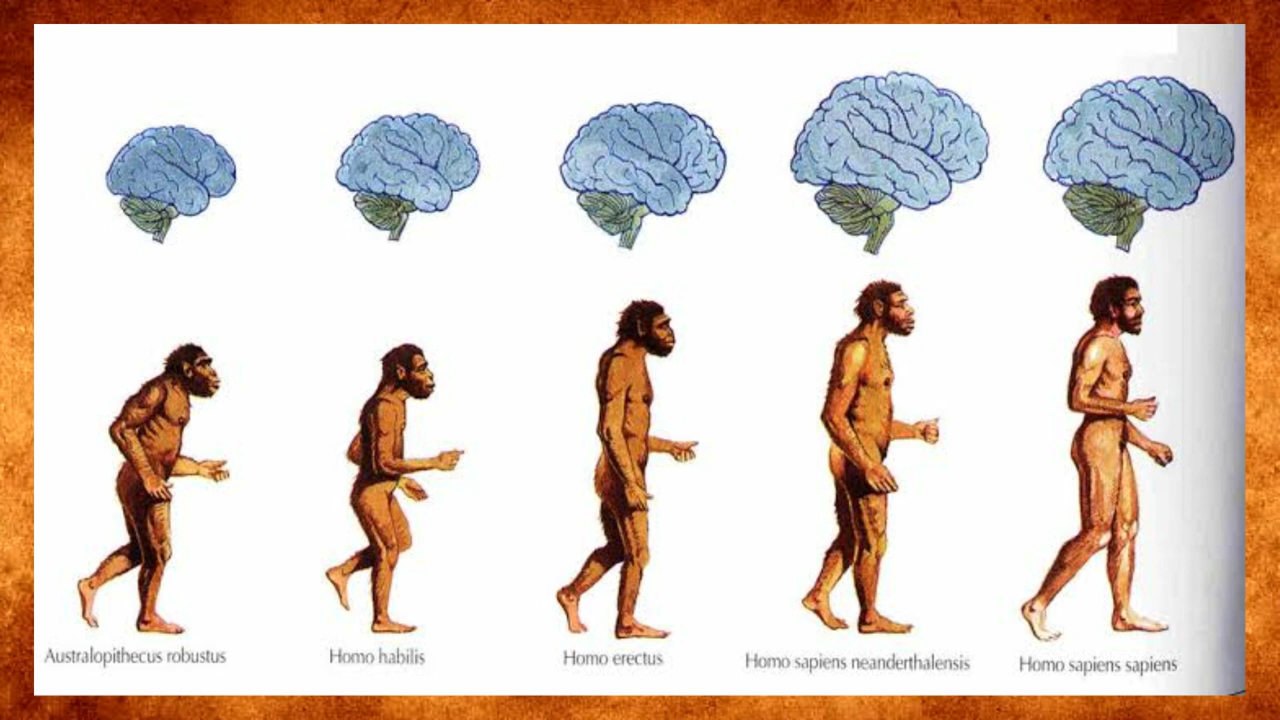 Australopithecus robustus
Homo habilis
Homo erectus
Homo sapiens neanderthalensis
Homo sapiens sapiens